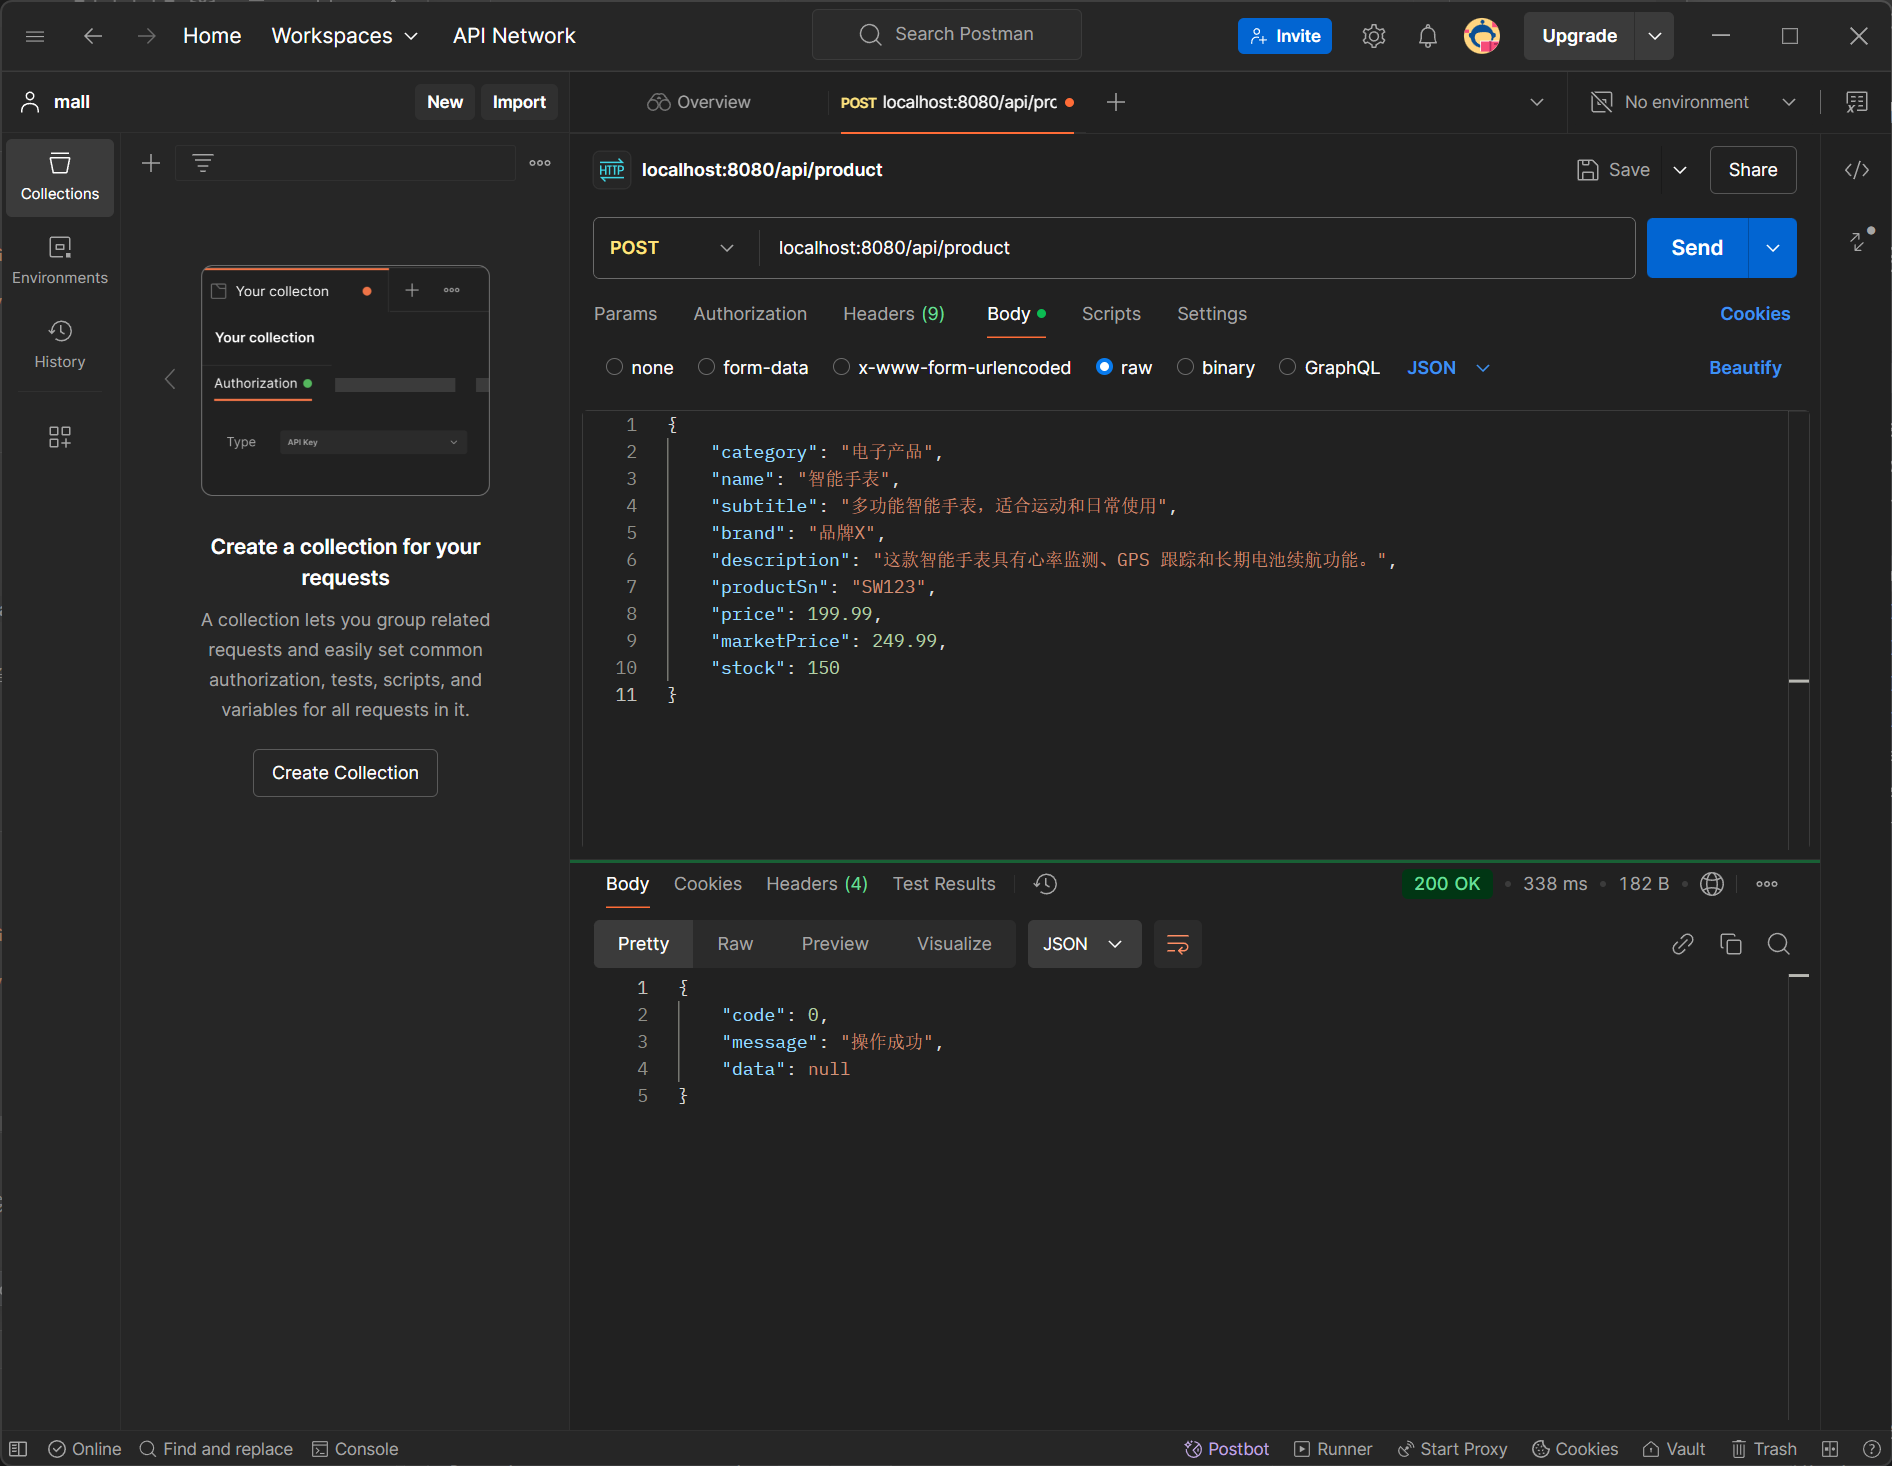 Home Workspaces API Network Search Postman Invite Upgrade
mall New Import Overview POST localhost:8080/api/prc No environment
Collections
Environments
History
Your collecton
Your collection
Authorization
Type API Key
Create a collection for your
requests
A collection lets you group related
requests and easily set common
authorization, tests, scripts, and
variables for all requests in it.
Create Collection
HTTP localhost:8080/api/product Save Share
POST localhost:8080/api/product Send
Params Authorization Headers (9) Body Scripts Settings Cookies
none form-data x-www-form-urlencoded raw binary GraphQL JSON Beautify
1 {
2 "category": "电子产品",
3 "name": "智能手表",
4 "subtitle": "多功能智能手表，适合运动和日常使用",
5 "brand": "品牌X",
6 "description": "这款智能手表具有心率监测、GPS 跟踪和长期电池续航功能。",
7 "productSn": "SW123",
8 "price": 199.99,
9 "marketPrice": 249.99,
10 "stock": 150
11 }
Body Cookies Headers (4) Test Results 200 OK 338 ms 182 B
Pretty Raw Preview Visualize JSON
1 {
2 "code": 0,
3 "message": "操作成功",
4 "data": null
5 }
Online Find and replace Console Postbot Runner Start Proxy Cookies Vault Trash